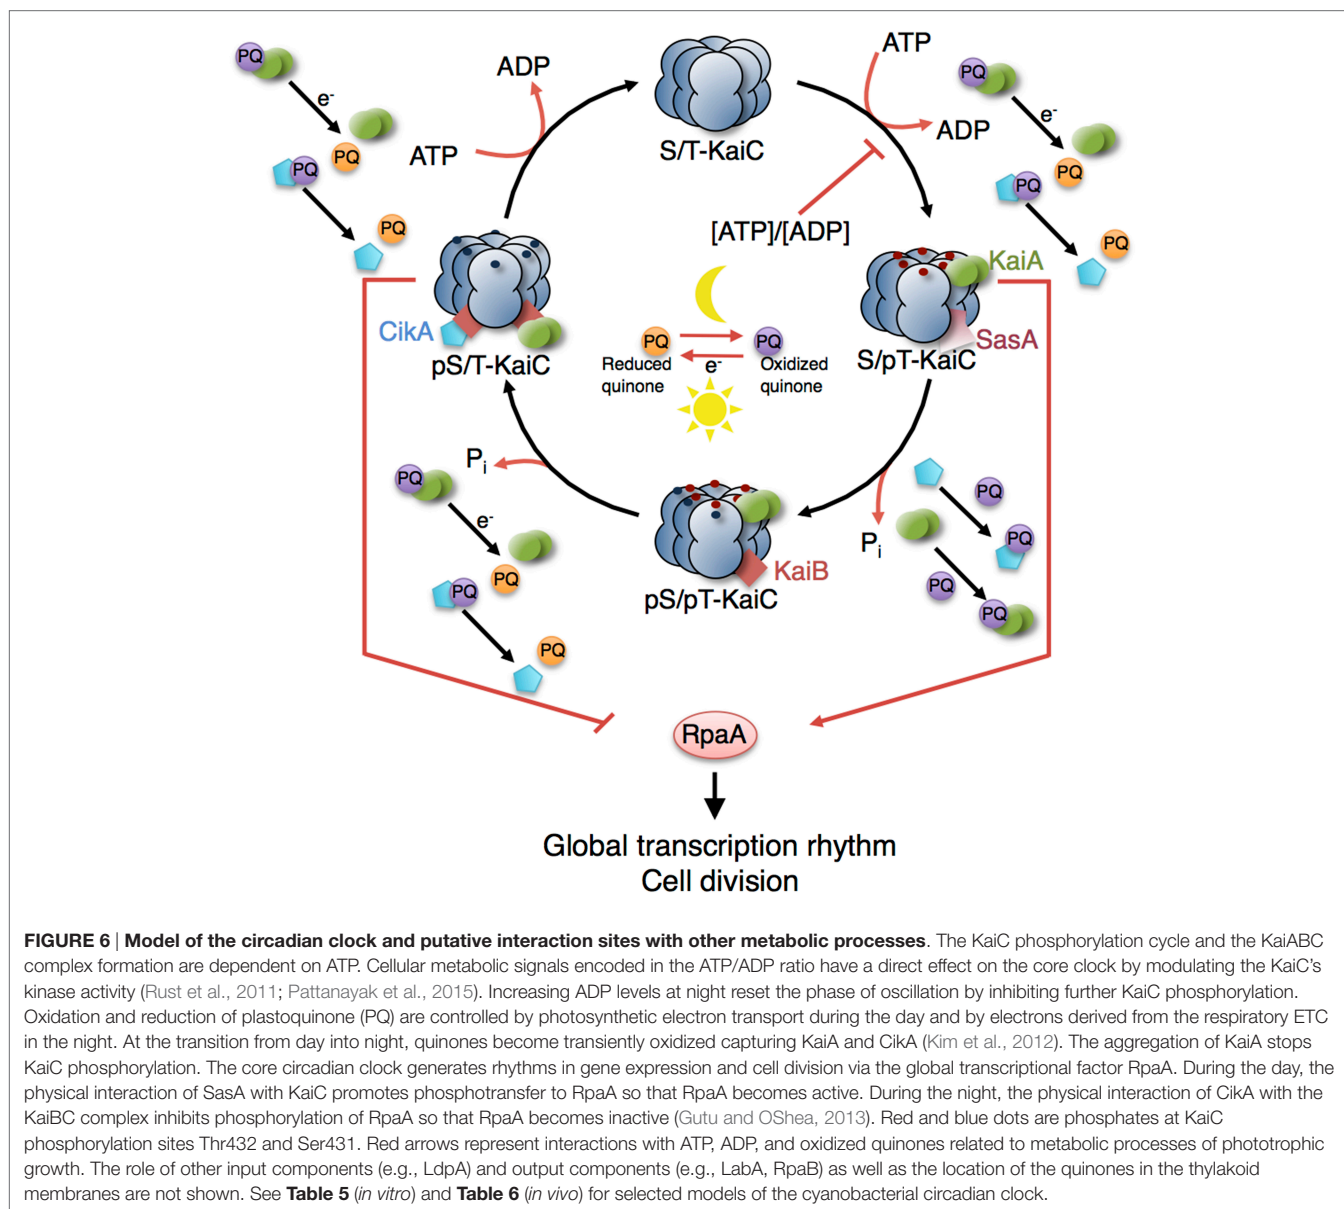 PQ
e-
PQ
PQ
PQ
ADP
ATP
S/T-KaiC
ATP
ADP
PQ
e-
PQ
PQ
PQ
[ATP]/[ADP]
KaiA
SasA
S/pT-KaiC
CikA
pS/T-KaiC
PQ
PQ
Reduced
quinone
e-
Oxidized
quinone
Pi
PQ
e-
PQ
PQ
PQ
KaiB
pS/pT-KaiC
Pi
PQ
PQ
PQ
PQ
RpaA
Global transcription rhythm
Cell division
FIGURE 6 | Model of the circadian clock and putative interaction sites with other metabolic processes. The KaiC phosphorylation cycle and the KaiABC
complex formation are dependent on ATP. Cellular metabolic signals encoded in the ATP/ADP ratio have a direct effect on the core clock by modulating the KaiC's
kinase activity (Rust et al., 2011; Pattanayak et al., 2015). Increasing ADP levels at night reset the phase of oscillation by inhibiting further KaiC phosphorylation.
Oxidation and reduction of plastoquinone (PQ) are controlled by photosynthetic electron transport during the day and by electrons derived from the respiratory ETC
in the night. At the transition from day into night, quinones become transiently oxidized capturing KaiA and CikA (Kim et al., 2012). The aggregation of KaiA stops
KaiC phosphorylation. The core circadian clock generates rhythms in gene expression and cell division via the global transcriptional factor RpaA. During the day, the
physical interaction of SasA with KaiC promotes phosphotransfer to RpaA so that RpaA becomes active. During the night, the physical interaction of CikA with the
KaiBC complex inhibits phosphorylation of RpaA so that RpaA becomes inactive (Gutu and OShea, 2013). Red and blue dots are phosphates at KaiC
phosphorylation sites Thr432 and Ser431. Red arrows represent interactions with ATP, ADP, and oxidized quinones related to metabolic processes of phototrophic
growth. The role of other input components (e.g., LdpA) and output components (e.g., LabA, RpaB) as well as the location of the quinones in the thylakoid
membranes are not shown. See Table 5 (in vitro) and Table 6 (in vivo) for selected models of the cyanobacterial circadian clock.